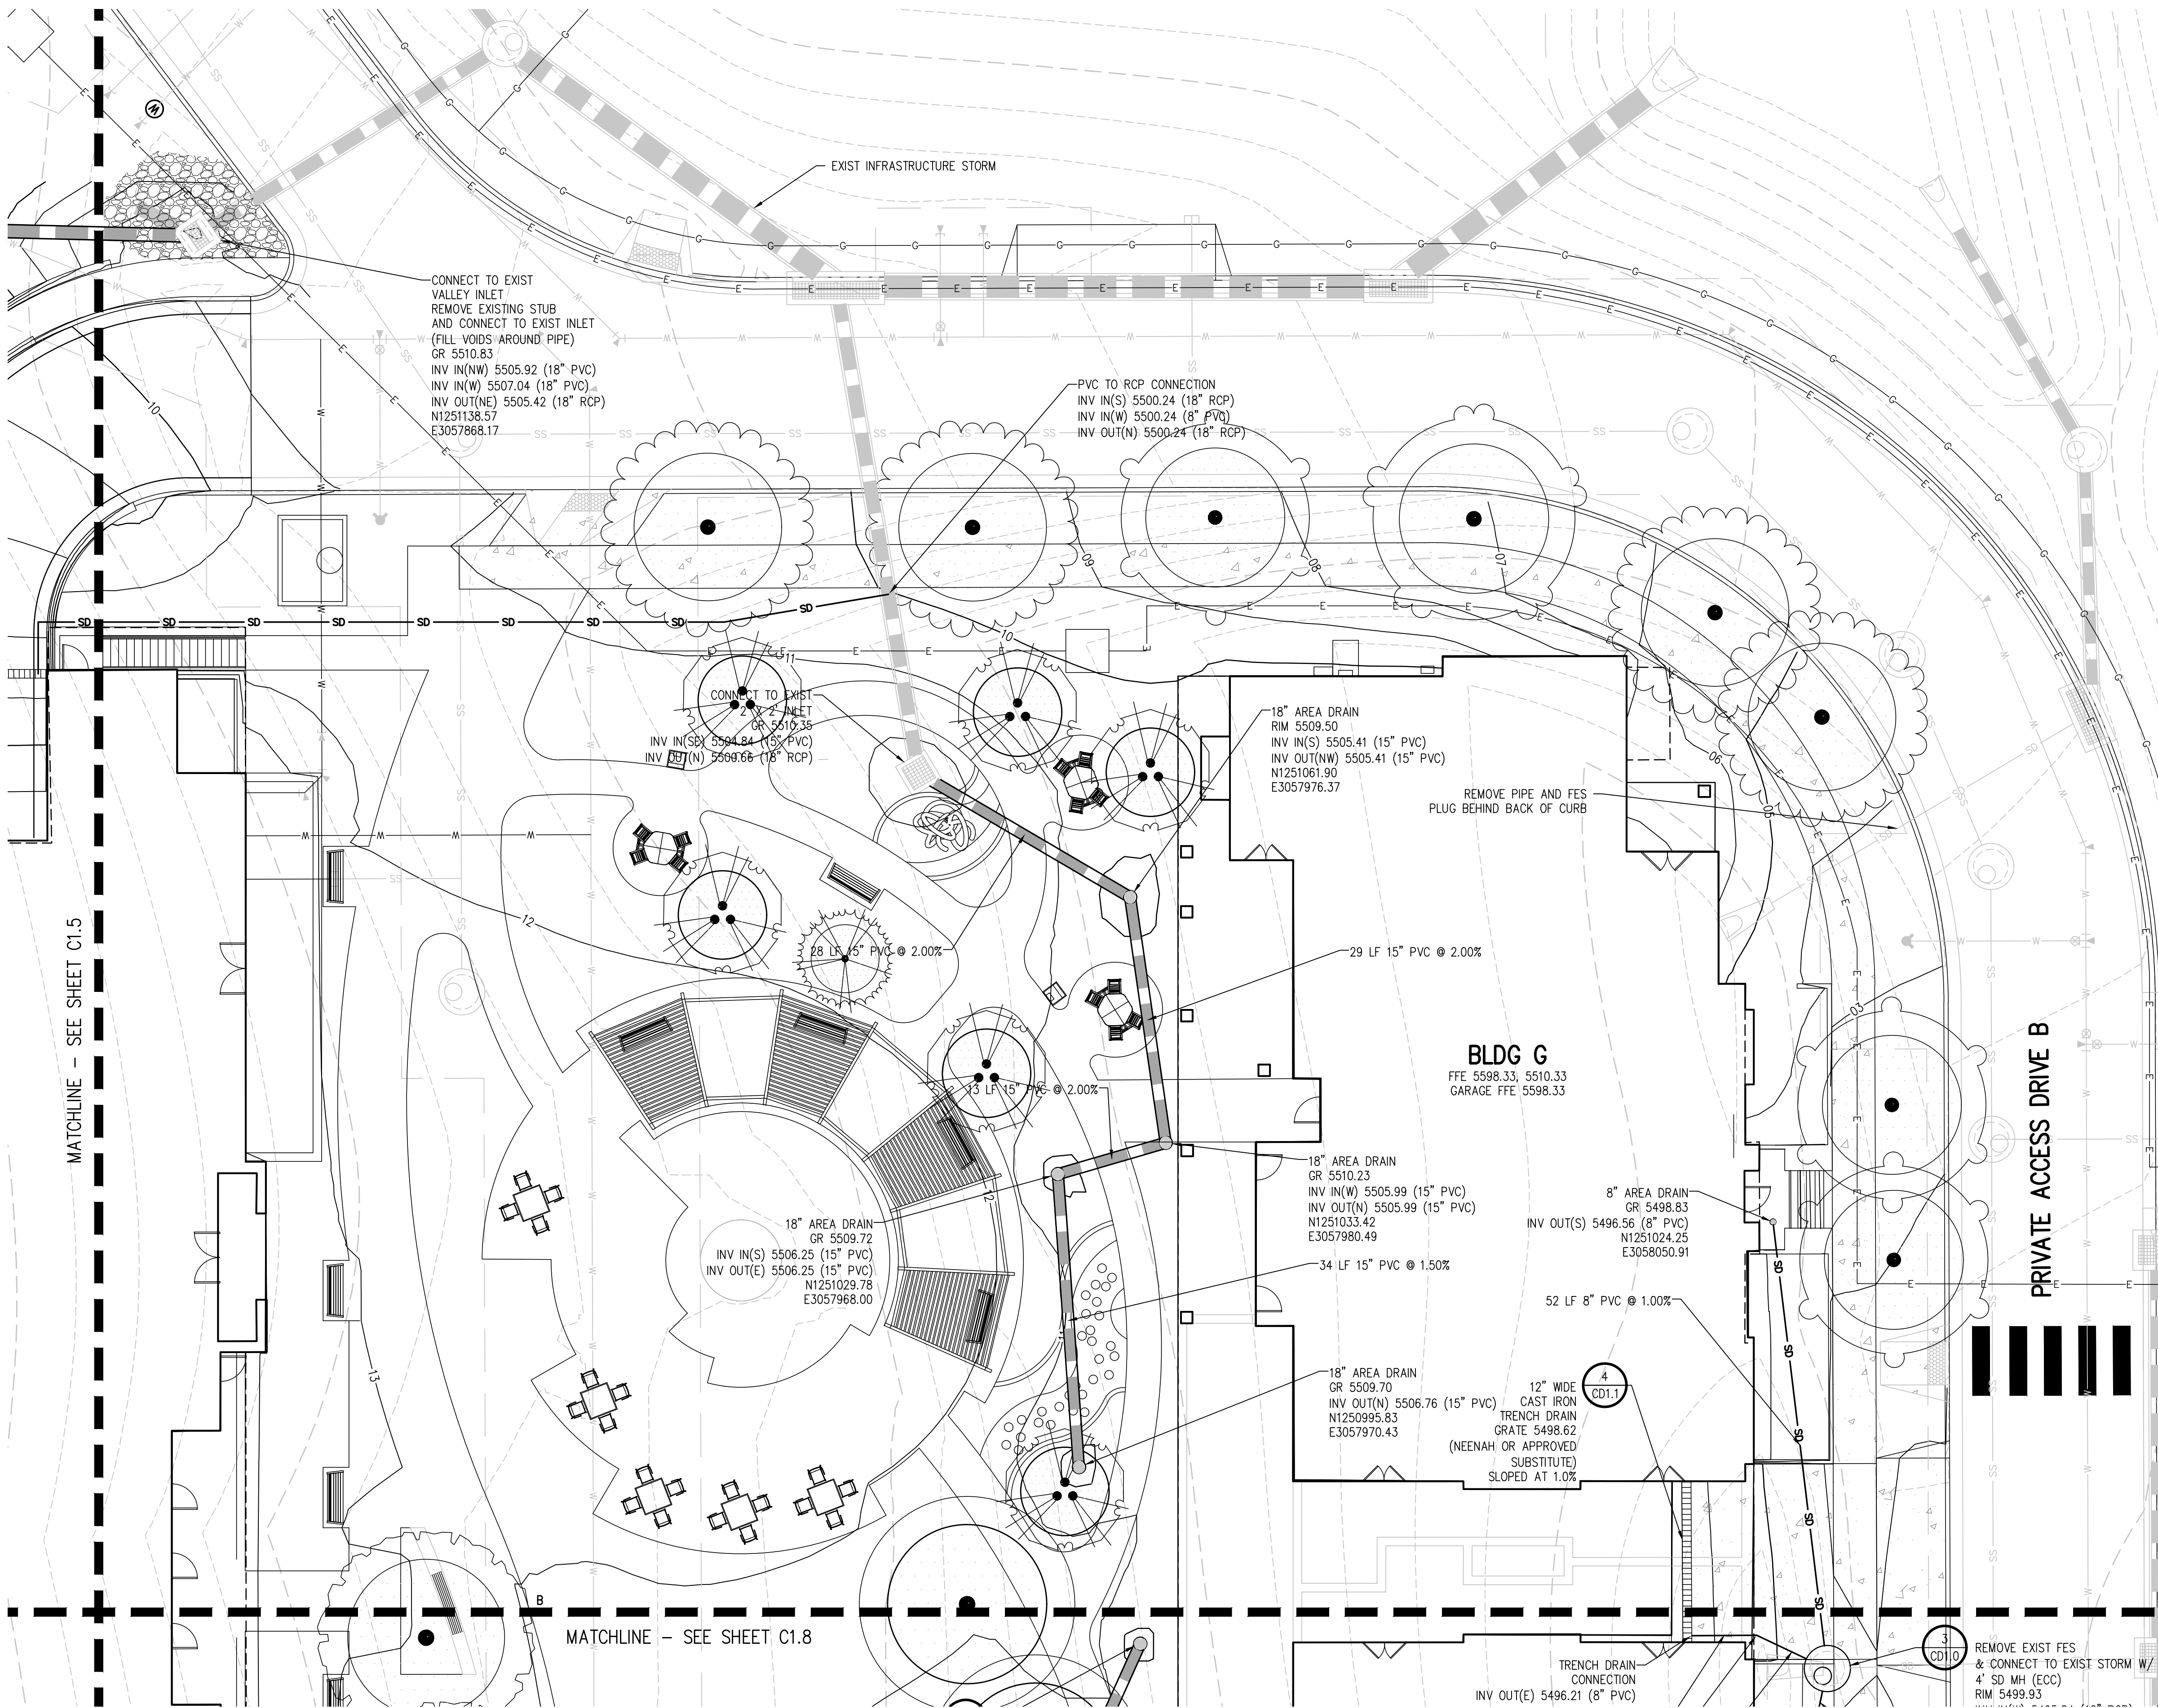 EXIST INFRASTRUCTURE STORM
CONNECT TO EXIST
VALLEY INLET
REMOVE EXISTING STUB
AND CONNECT TO EXIST INLET
(FILL VOIDS AROUND PIPE)
GR 5510.83
INV IN(NW) 5505.92 (18" PVC)
INV IN(W) 5507.04 (18" PVC)
INV OUT(NE) 5505.42 (18" RCP)
N1251138.57
E3057868.17
PVC TO RCP CONNECTION
INV IN(S) 5500.24 (18" RCP)
INV IN(W) 5500.24 (8" PVC)
INV OUT(N) 5500.24 (18" RCP)
CONNECT TO EXIST
2' X 2' INLET
GR 5510.35
INV IN(SE) 5504.84 (15" PVC)
INV OUT(N) 5500.66 (18" RCP)
18" AREA DRAIN
RIM 5509.50
INV IN(S) 5505.41 (15" PVC)
INV OUT(NW) 5505.41 (15" PVC)
N1251061.90
E3057976.37
REMOVE PIPE AND FES
PLUG BEHIND BACK OF CURB
28 LF 15" PVC @ 2.00%
29 LF 15" PVC @ 2.00%
13 LF 15" PVC @ 2.00%
BLDG G
FFE 5598.33, 5510.33
GARAGE FFE 5598.33
18" AREA DRAIN
GR 5510.23
INV IN(W) 5505.99 (15" PVC)
INV OUT(N) 5505.99 (15" PVC)
N1251033.42
E3057980.49
8" AREA DRAIN
GR 5498.83
INV OUT(S) 5496.56 (8" PVC)
N1251024.25
E3058050.91
18" AREA DRAIN
GR 5509.72
INV IN(S) 5506.25 (15" PVC)
INV OUT(E) 5506.25 (15" PVC)
N1251029.78
E3057968.00
34 LF 15" PVC @ 1.50%
52 LF 8" PVC @ 1.00%
18" AREA DRAIN
GR 5509.70
INV OUT(N) 5506.76 (15" PVC)
N1250995.83
E3057970.43
12" WIDE
CAST IRON
TRENCH DRAIN
GRATE 5498.62
(NEENAH OR APPROVED
SUBSTITUTE)
SLOPED AT 1.0%
4
CD1.1
PRIVATE ACCESS DRIVE B
MATCHLINE - SEE SHEET C1.5
MATCHLINE - SEE SHEET C1.8
B
TRENCH DRAIN
CONNECTION
INV OUT(E) 5496.21 (8" PVC)
3
CD1.0
REMOVE EXIST FES
& CONNECT TO EXIST STORM W/
4' SD MH (ECC)
RIM 5499.93
10
09
08
07
06
05
03
10
11
12
12
13